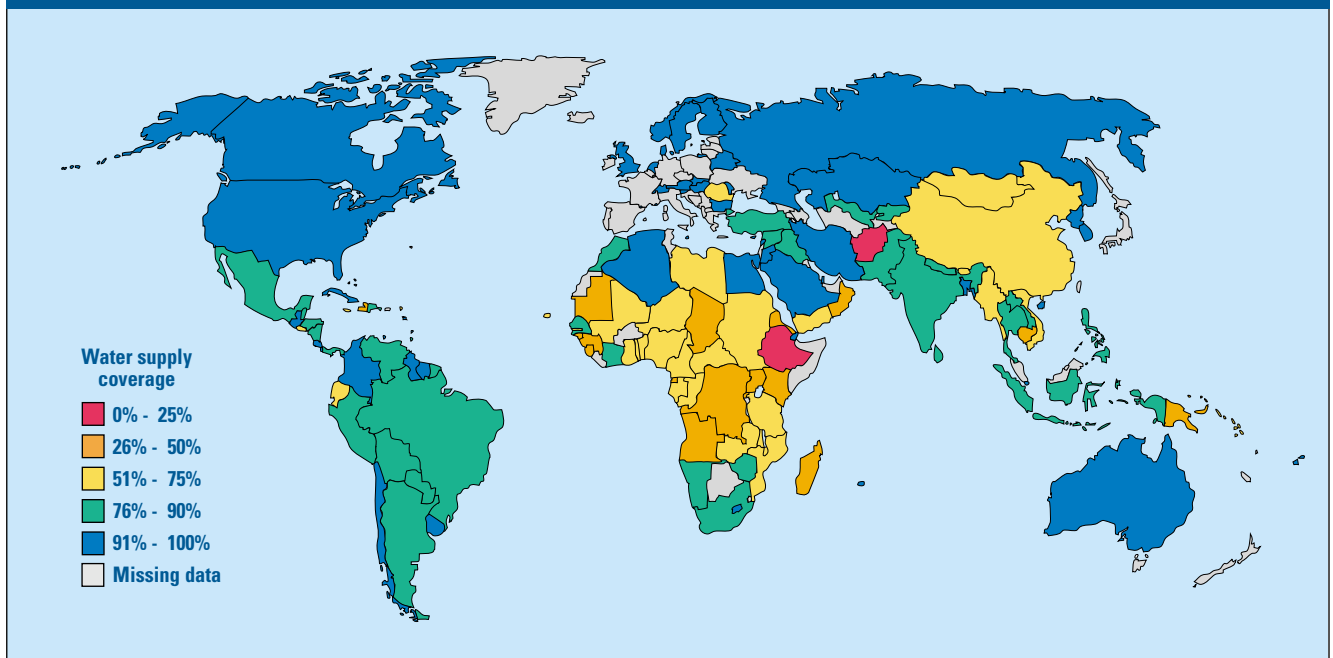 Water supply
coverage
0% - 25%
26% - 50%
51% - 75%
76% - 90%
91% - 100%
Missing data